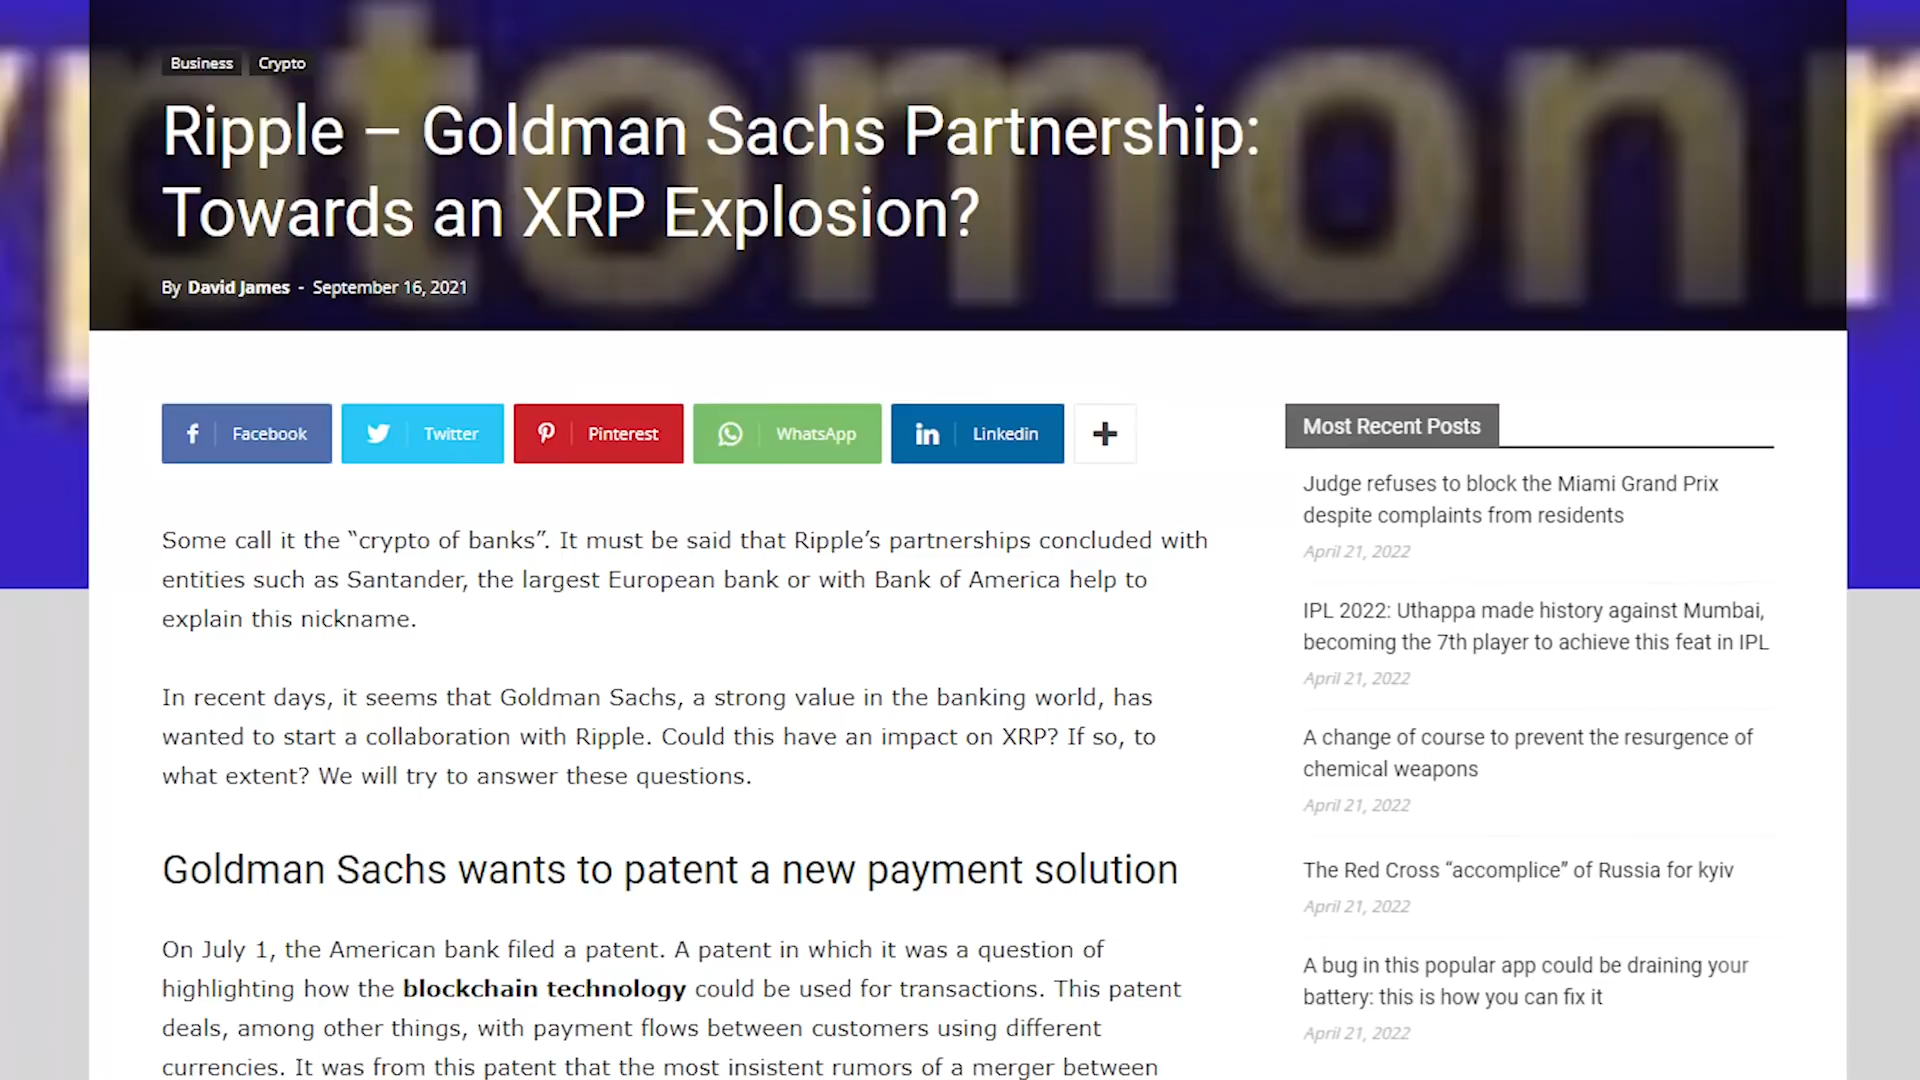 Business Crypto
Ripple – Goldman Sachs Partnership:
Towards an XRP Explosion?
By David James - September 16, 2021
Facebook Twitter Pinterest WhatsApp Linkedin
Some call it the “crypto of banks”. It must be said that Ripple’s partnerships concluded with
entities such as Santander, the largest European bank or with Bank of America help to
explain this nickname.
In recent days, it seems that Goldman Sachs, a strong value in the banking world, has
wanted to start a collaboration with Ripple. Could this have an impact on XRP? If so, to
what extent? We will try to answer these questions.
Goldman Sachs wants to patent a new payment solution
On July 1, the American bank filed a patent. A patent in which it was a question of
highlighting how the blockchain technology could be used for transactions. This patent
deals, among other things, with payment flows between customers using different
currencies. It was from this patent that the most insistent rumors of a merger between
Most Recent Posts
Judge refuses to block the Miami Grand Prix
despite complaints from residents
April 21, 2022
IPL 2022: Uthappa made history against Mumbai,
becoming the 7th player to achieve this feat in IPL
April 21, 2022
A change of course to prevent the resurgence of
chemical weapons
April 21, 2022
The Red Cross “accomplice” of Russia for kyiv
April 21, 2022
A bug in this popular app could be draining your
battery: this is how you can fix it
April 21, 2022